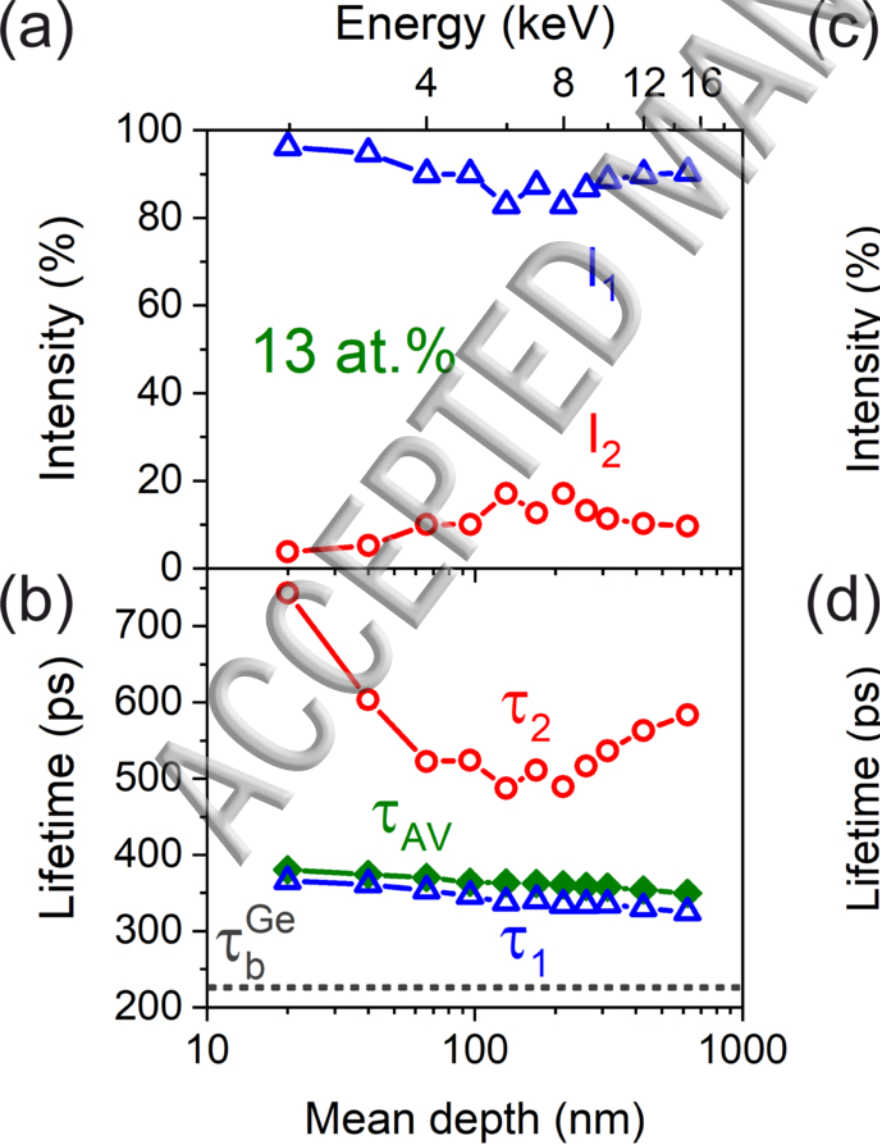 (a)
Energy (keV)
(c)
4 8 12 16
100
80
60
40
20
0
Intensity (%)
13 at.%
I1
I2
Intensity (%)
ACCEPTED MAN
(b)
(d)
700
600
500
400
300
200
Lifetime (ps)
τ2
τAV
τ1
τbGe
Lifetime (ps)
10 100 1000
Mean depth (nm)